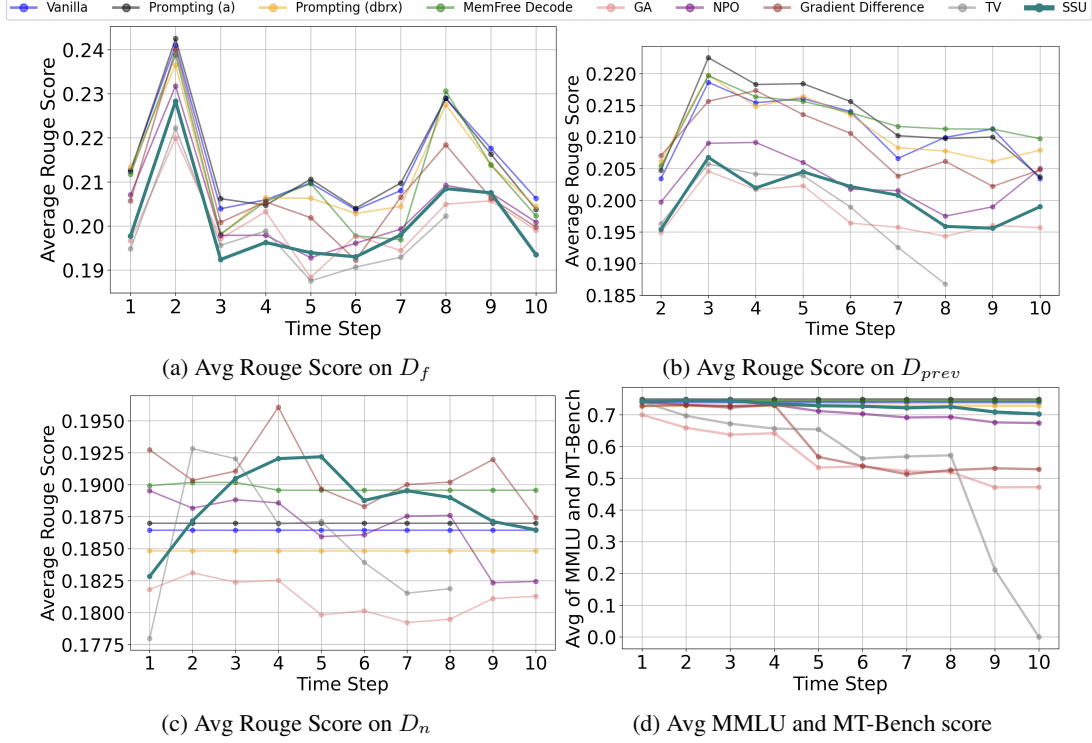 Vanilla Prompting (a) Prompting (dbrx) MemFree Decode GA NPO Gradient Difference TV SSU
Average Rouge Score
0.24
0.23
0.22
0.21
0.20
0.19
1 2 3 4 5 6 7 8 9 10
Time Step
(a) Avg Rouge Score on D_f
Average Rouge Score
0.220
0.215
0.210
0.205
0.200
0.195
0.190
0.185
2 3 4 5 6 7 8 9 10
Time Step
(b) Avg Rouge Score on D_prev
Average Rouge Score
0.1950
0.1925
0.1900
0.1875
0.1850
0.1825
0.1800
0.1775
1 2 3 4 5 6 7 8 9 10
Time Step
(c) Avg Rouge Score on D_n
Avg of MMLU and MT-Bench
0.7
0.6
0.5
0.4
0.3
0.2
0.1
0.0
1 2 3 4 5 6 7 8 9 10
Time Step
(d) Avg MMLU and MT-Bench score